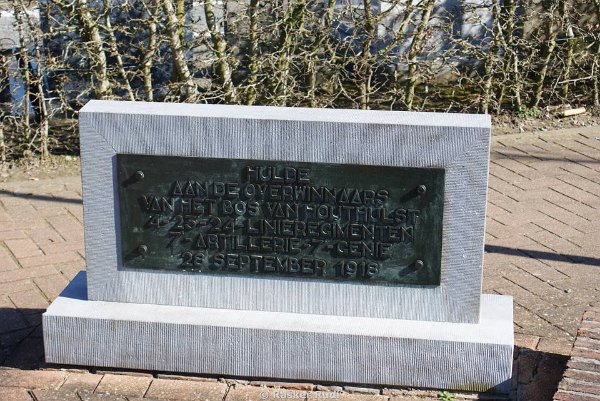 HULDE
AAN DE OVERWINNAARS
VAN HET BOS VAN HOUTHULST
4-23-24-LINIEREGIMENTEN
7-ARTILLERIE-7-GENIE
28 SEPTEMBER 1918
© Rasker Rudi